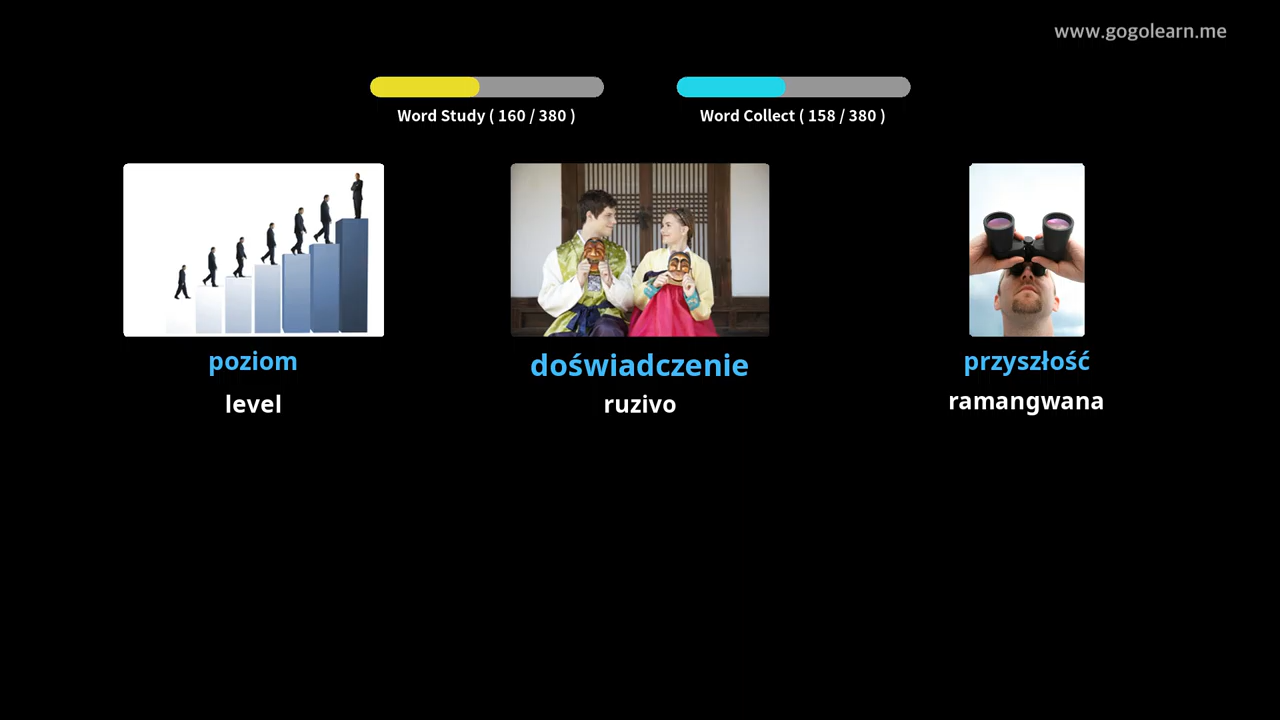 www.gogolearn.me
Word Study ( 160 / 380 )
Word Collect ( 158 / 380 )
poziom
level
doświadczenie
ruzivo
przyszłość
ramangwana